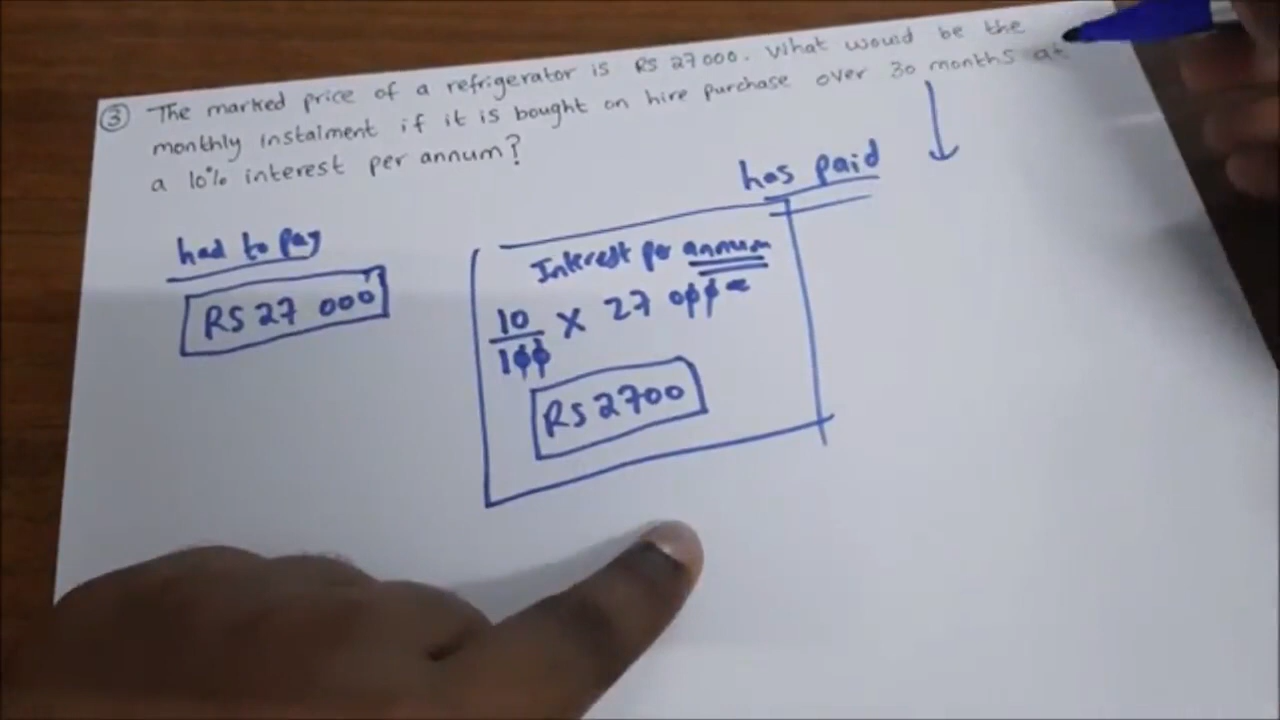 ③ The marked price of a refrigerator is RS 27000. What would be the
monthly instalment if it is bought on hire purchase over 30 months at
a 10% interest per annum?
has paid
had to pay
RS 27 000
Interest per annum
10/100 × 27 000
RS 2700